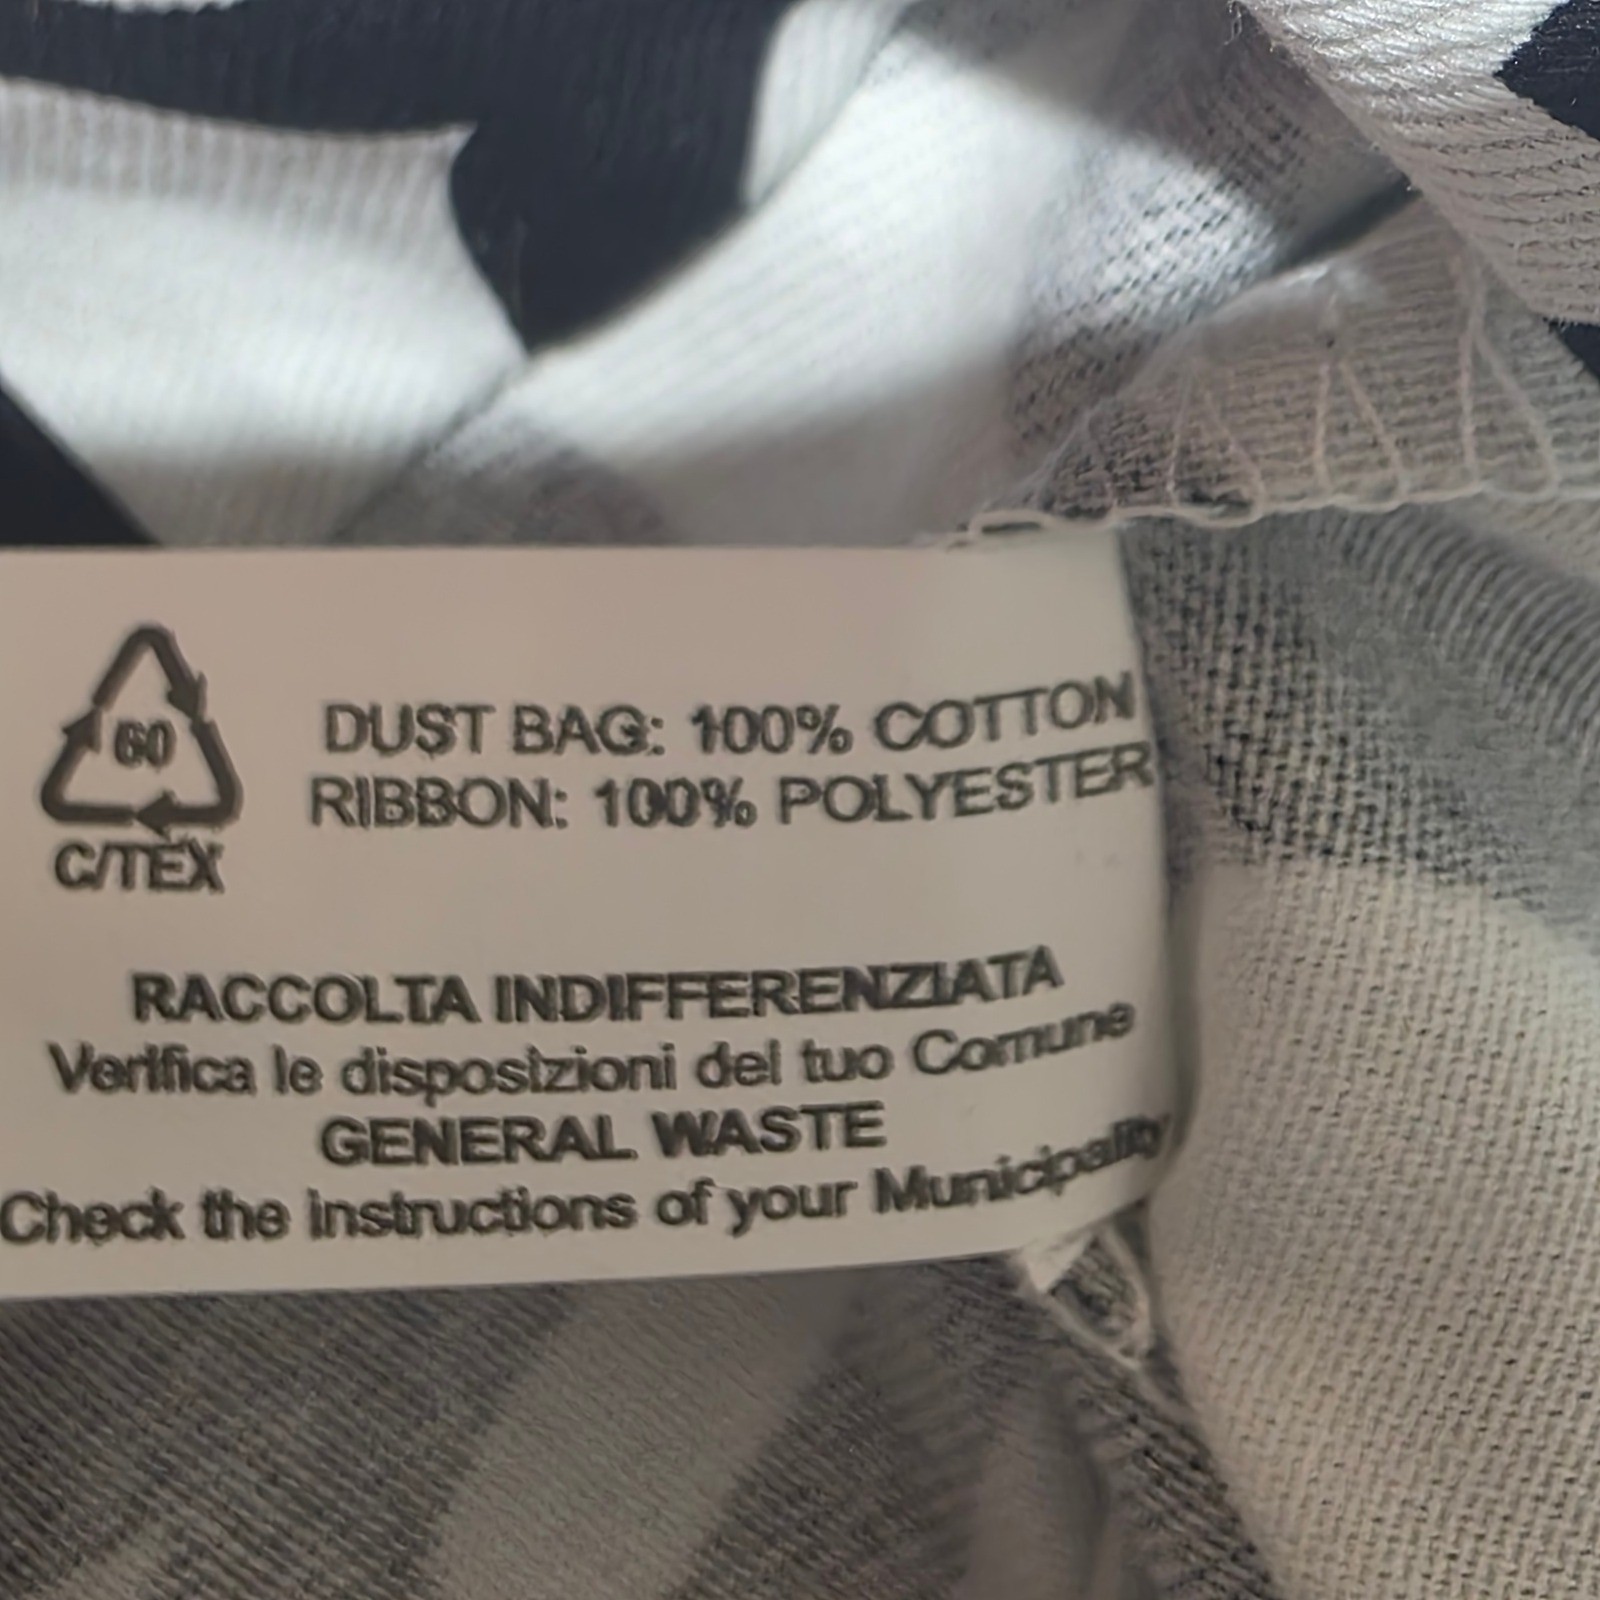 60
C/TEX
DUST BAG: 100% COTTON
RIBBON: 100% POLYESTER
RACCOLTA INDIFFERENZIATA
Verifica le disposizioni del tuo Comune
GENERAL WASTE
Check the instructions of your Municipality